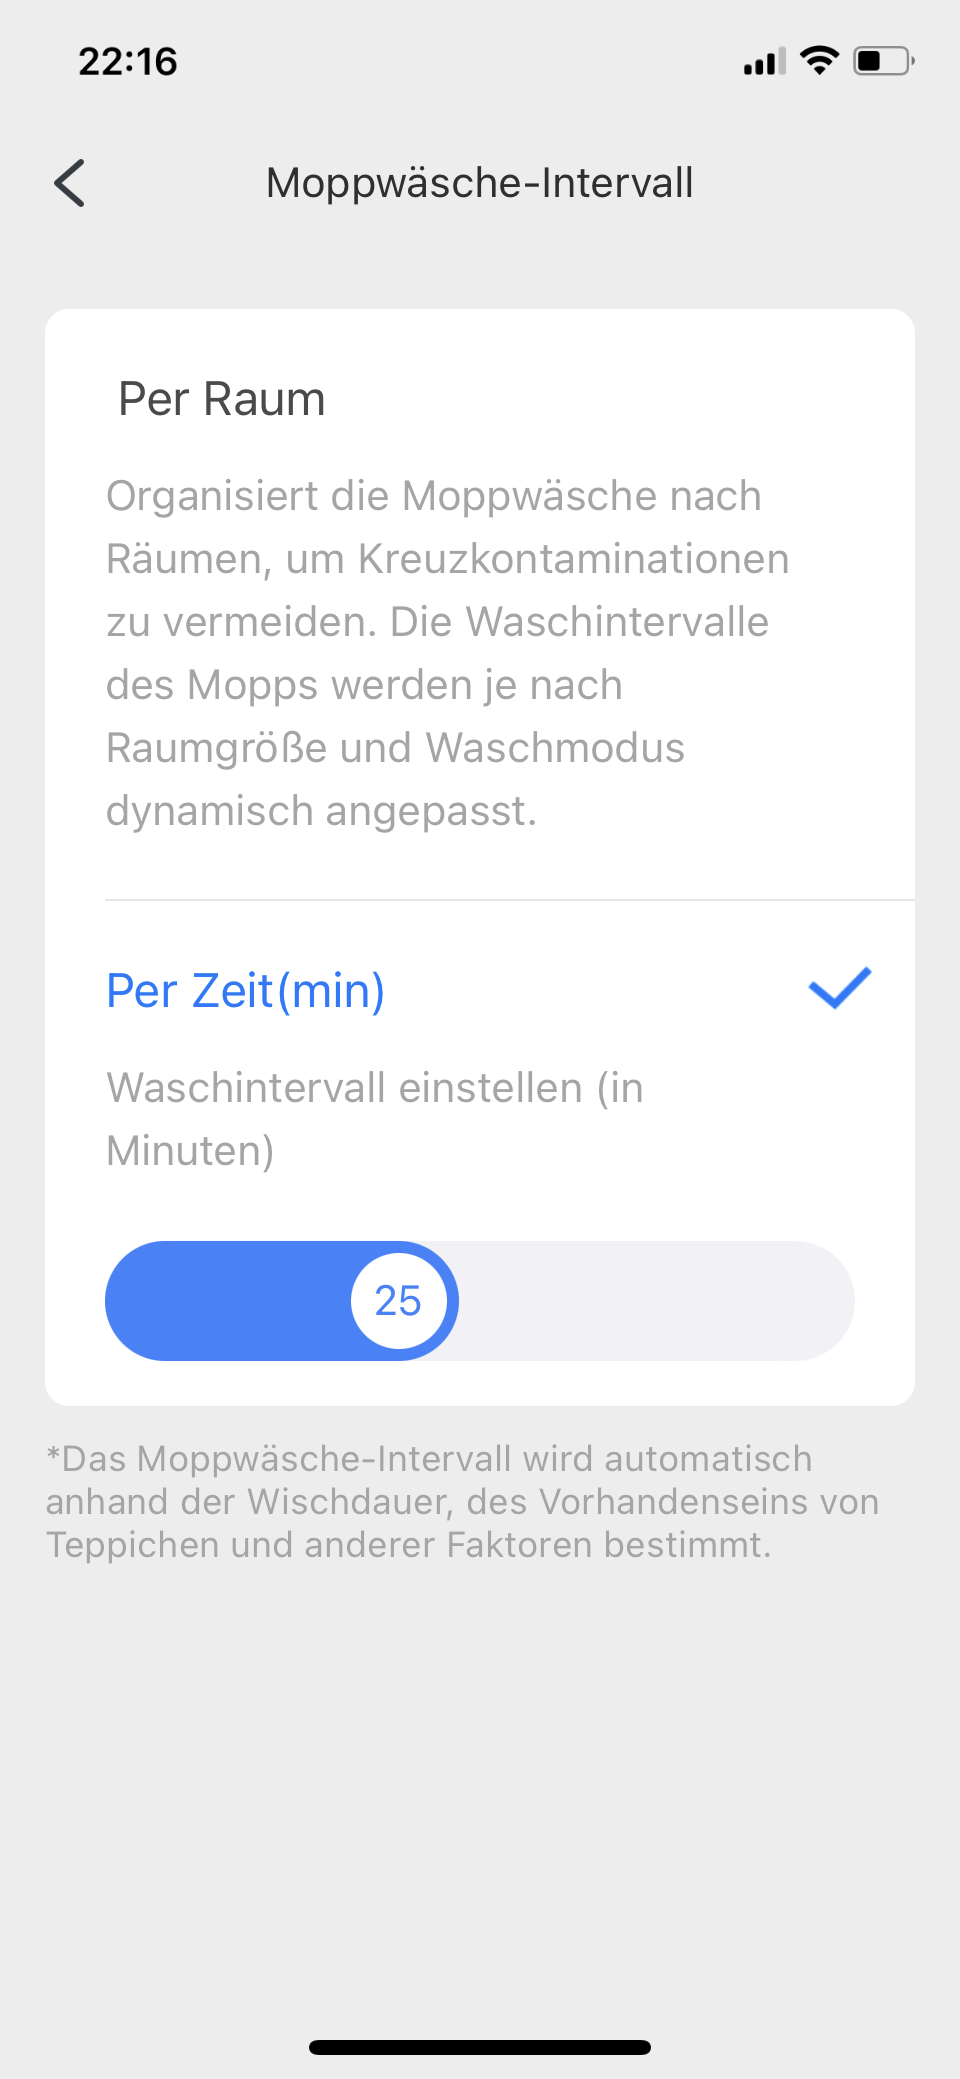 22:16
Moppwäsche-Intervall
Per Raum
Organisiert die Moppwäsche nach
Räumen, um Kreuzkontaminationen
zu vermeiden. Die Waschintervalle
des Mopps werden je nach
Raumgröße und Waschmodus
dynamisch angepasst.
Per Zeit(min)
Waschintervall einstellen (in
Minuten)
25
*Das Moppwäsche-Intervall wird automatisch
anhand der Wischdauer, des Vorhandenseins von
Teppichen und anderer Faktoren bestimmt.